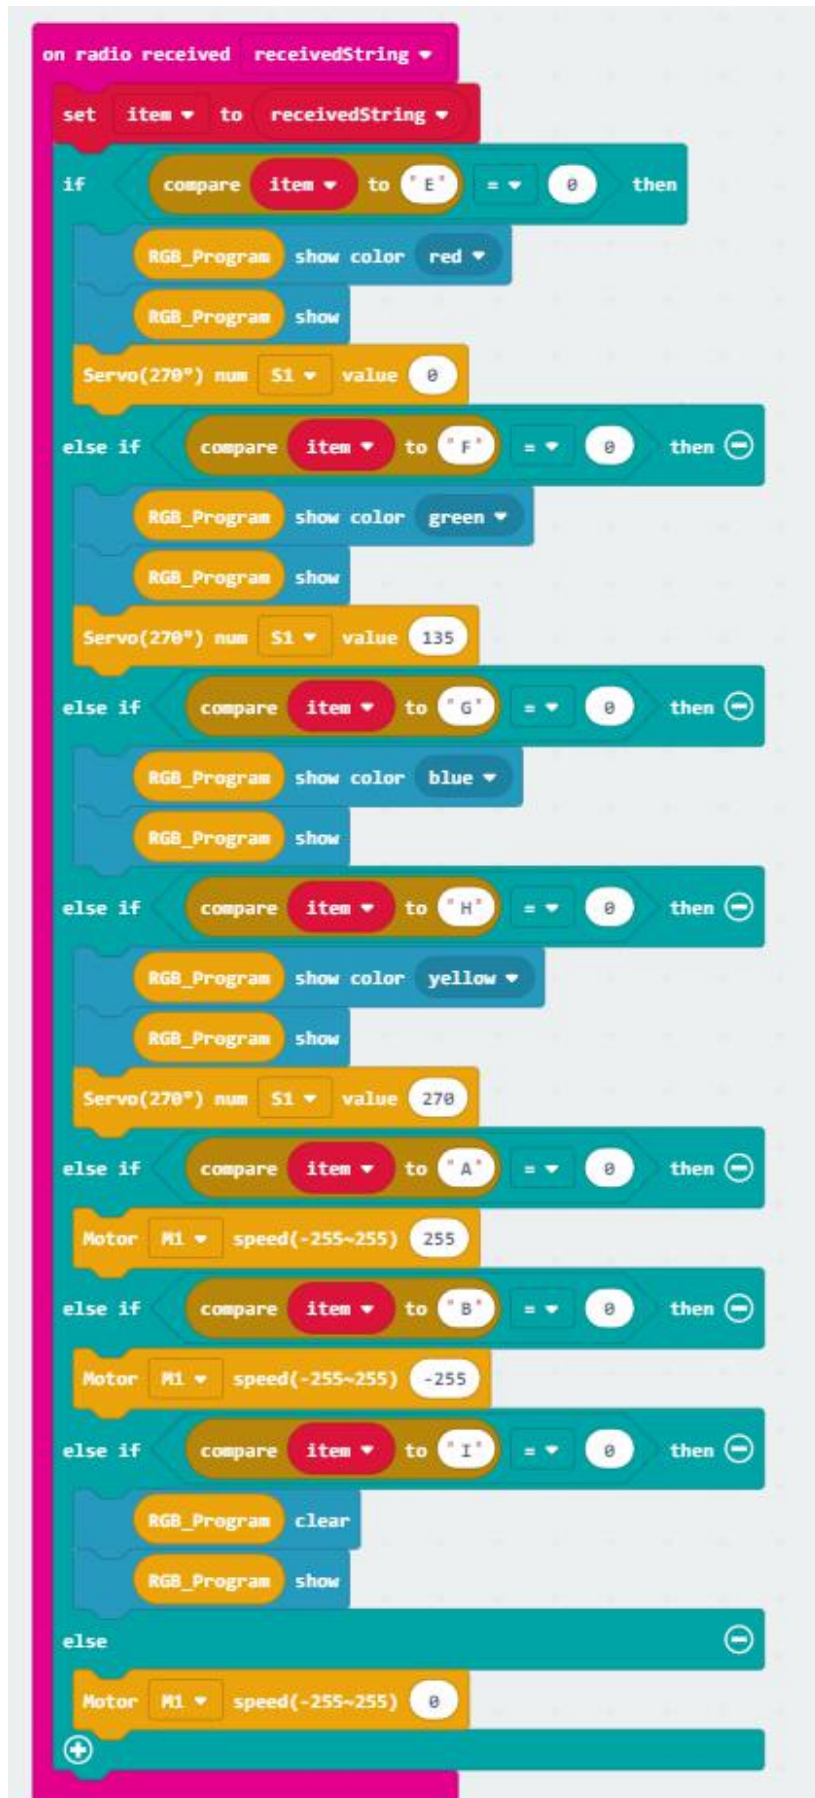 on radio received receivedString
set item to receivedString
if compare item to "E" = 0 then
RGB_Program show color red
RGB_Program show
Servo(270°) num S1 value 0
else if compare item to "F" = 0 then
RGB_Program show color green
RGB_Program show
Servo(270°) num S1 value 135
else if compare item to "G" = 0 then
RGB_Program show color blue
RGB_Program show
else if compare item to "H" = 0 then
RGB_Program show color yellow
RGB_Program show
Servo(270°) num S1 value 270
else if compare item to "A" = 0 then
Motor M1 speed(-255~255) 255
else if compare item to "B" = 0 then
Motor M1 speed(-255~255) -255
else if compare item to "I" = 0 then
RGB_Program clear
RGB_Program show
else
Motor M1 speed(-255~255) 0